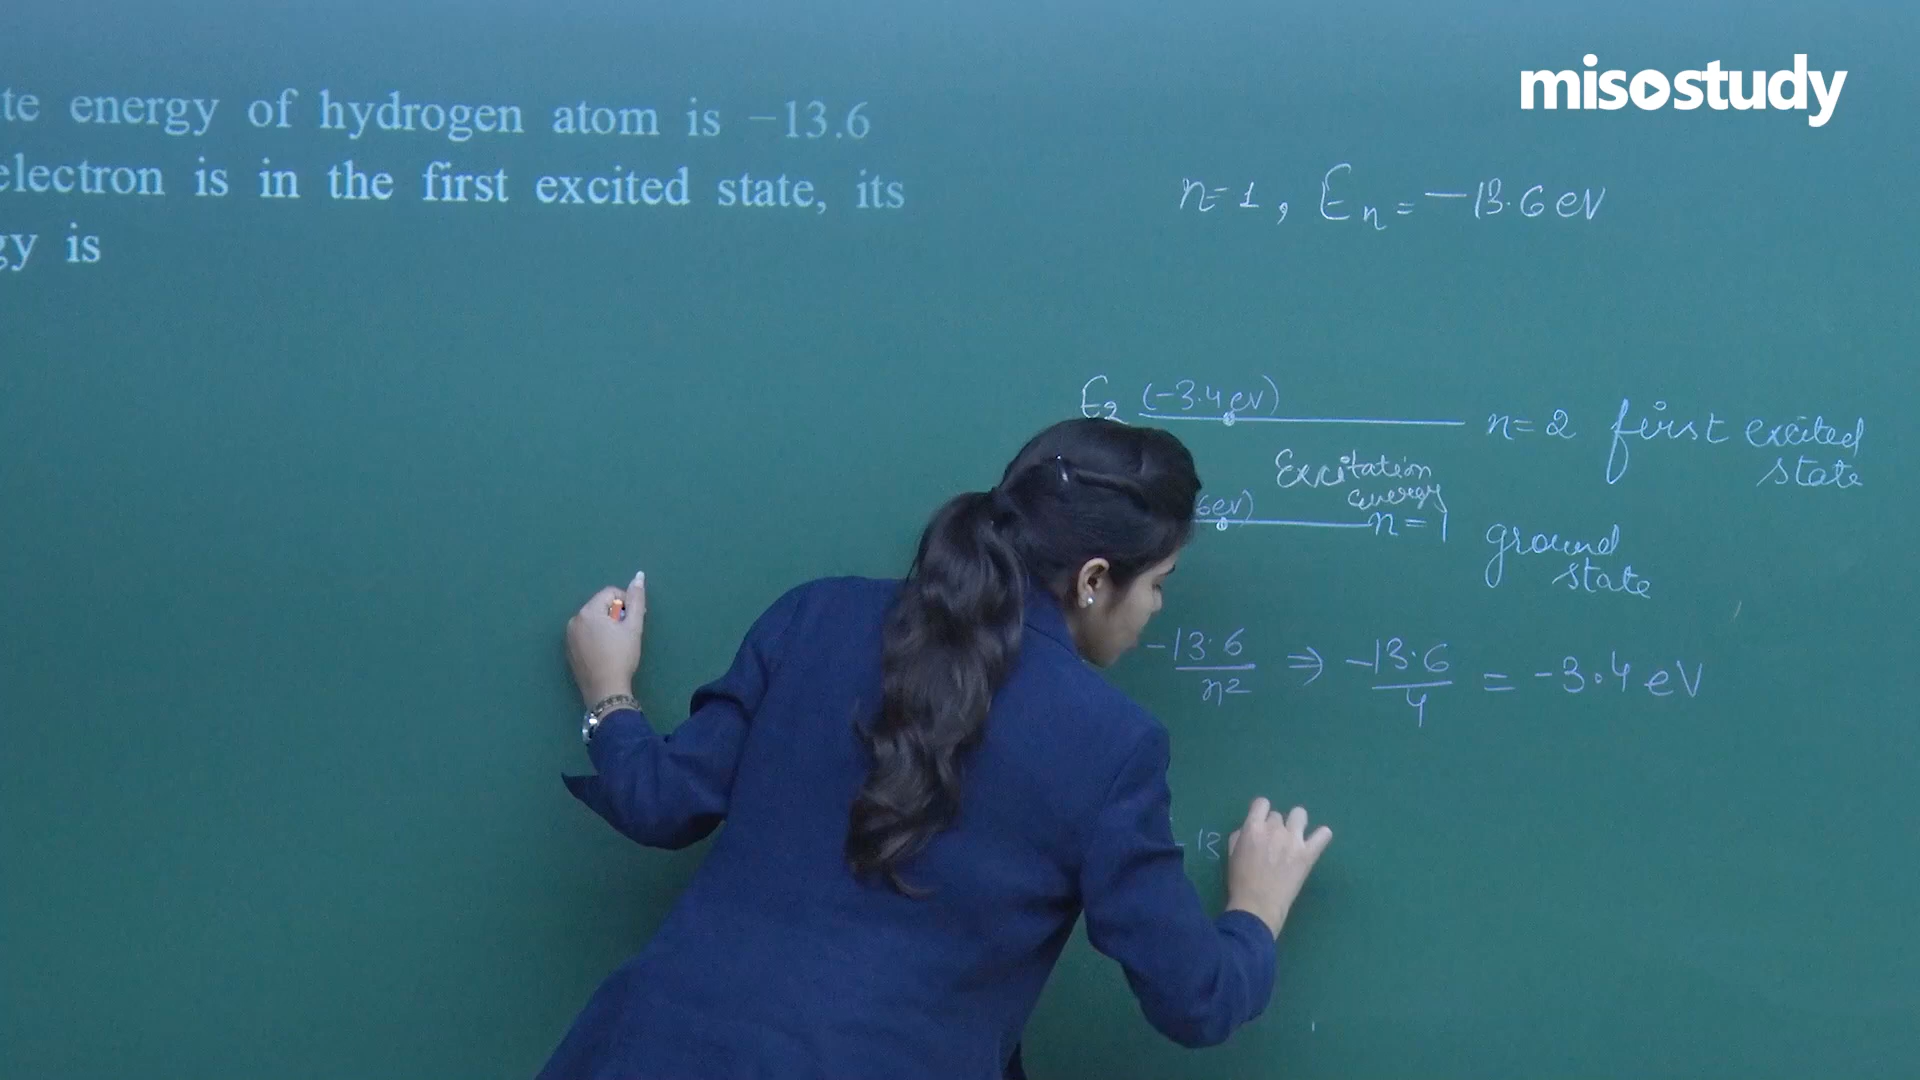 misostudy
te energy of hydrogen atom is −13.6
electron is in the first excited state, its
gy is
n=1, En = −13.6 eV
E2 (−3.4 eV) n=2 first excited state
Excitation energy
6eV) n=1 ground state
−13.6/n² ⇒ −13.6/4 = −3.4 eV
−13